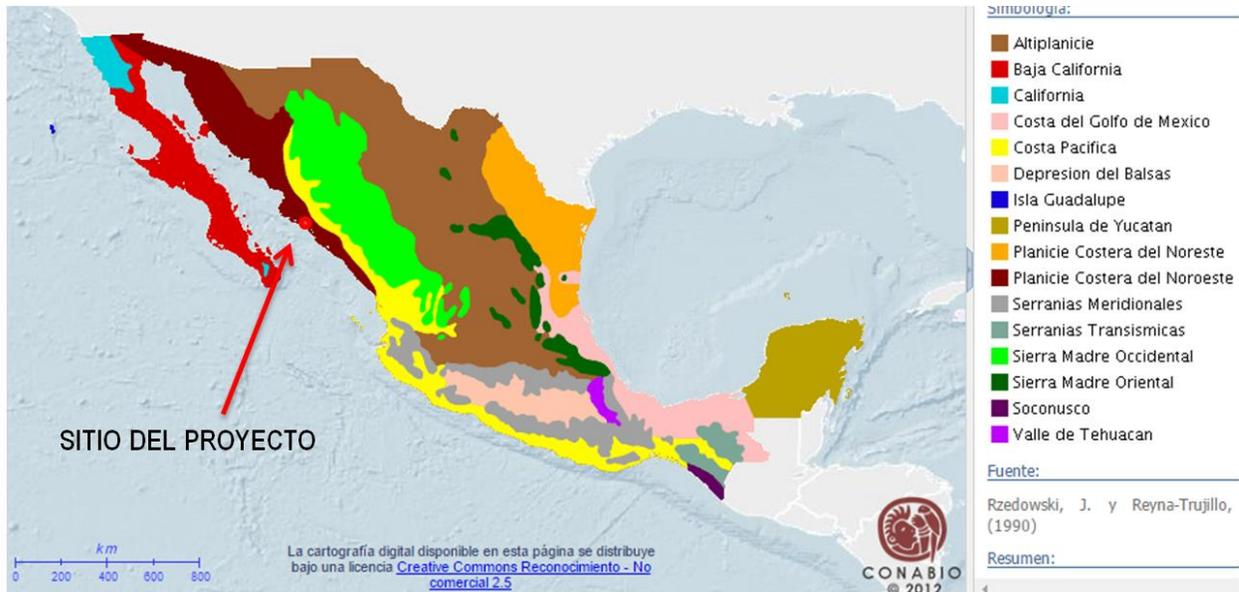 Simbología:
Altiplanicie
Baja California
California
Costa del Golfo de Mexico
Costa Pacifica
Depresion del Balsas
Isla Guadalupe
Peninsula de Yucatan
Planicie Costera del Noreste
Planicie Costera del Noroeste
Serranias Meridionales
Serranias Transismicas
Sierra Madre Occidental
Sierra Madre Oriental
Soconusco
Valle de Tehuacan
Fuente:
Rzedowski, J. y Reyna-Trujillo,
(1990)
Resumen:
SITIO DEL PROYECTO
km
0 200 400 600 800
La cartografía digital disponible en esta página se distribuye
bajo una licencia Creative Commons Reconocimiento - No
comercial 2.5
CONABIO
© 2012